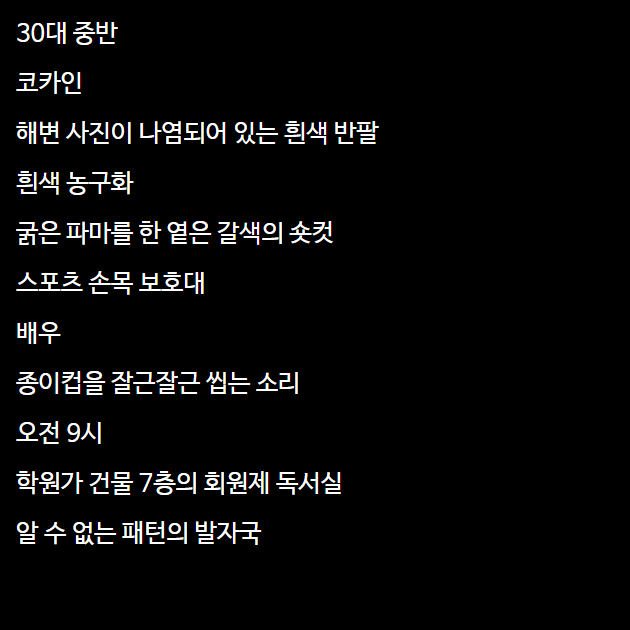 30대 중반
코카인
해변 사진이 나염되어 있는 흰색 반팔
흰색 농구화
굵은 파마를 한 옅은 갈색의 숏컷
스포츠 손목 보호대
배우
종이컵을 잘근잘근 씹는 소리
오전 9시
학원가 건물 7층의 회원제 독서실
알 수 없는 패턴의 발자국